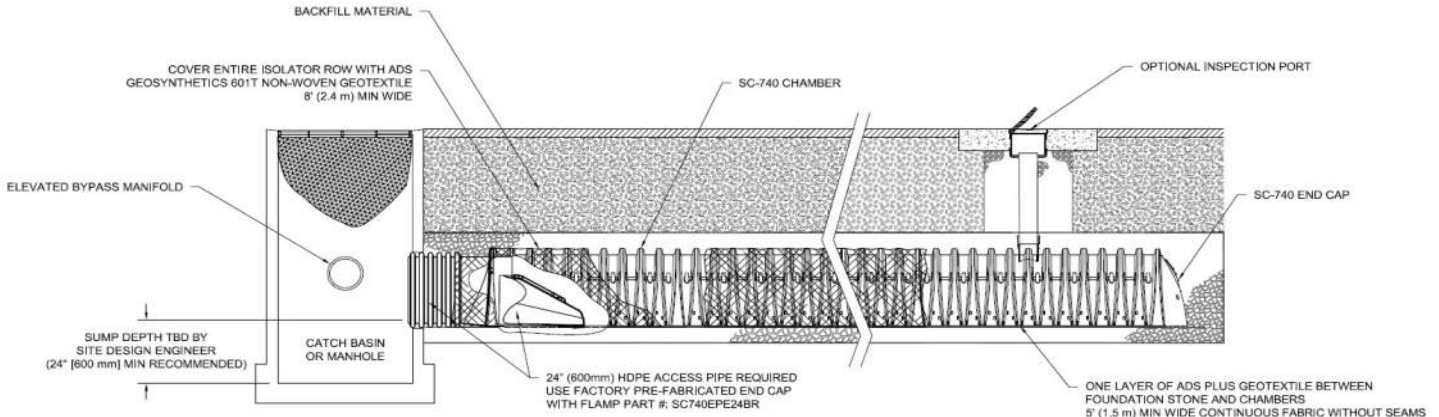 BACKFILL MATERIAL
COVER ENTIRE ISOLATOR ROW WITH ADS
GEOSYNTHETICS 601T NON-WOVEN GEOTEXTILE
8' (2.4 m) MIN WIDE
SC-740 CHAMBER
OPTIONAL INSPECTION PORT
ELEVATED BYPASS MANIFOLD
SC-740 END CAP
SUMP DEPTH TBD BY
SITE DESIGN ENGINEER
(24" [600 mm] MIN RECOMMENDED)
CATCH BASIN
OR MANHOLE
24" (600mm) HDPE ACCESS PIPE REQUIRED
USE FACTORY PRE-FABRICATED END CAP
WITH FLAMP PART #: SC740EPE24BR
ONE LAYER OF ADS PLUS GEOTEXTILE BETWEEN
FOUNDATION STONE AND CHAMBERS
5' (1.5 m) MIN WIDE CONTINUOUS FABRIC WITHOUT SEAMS